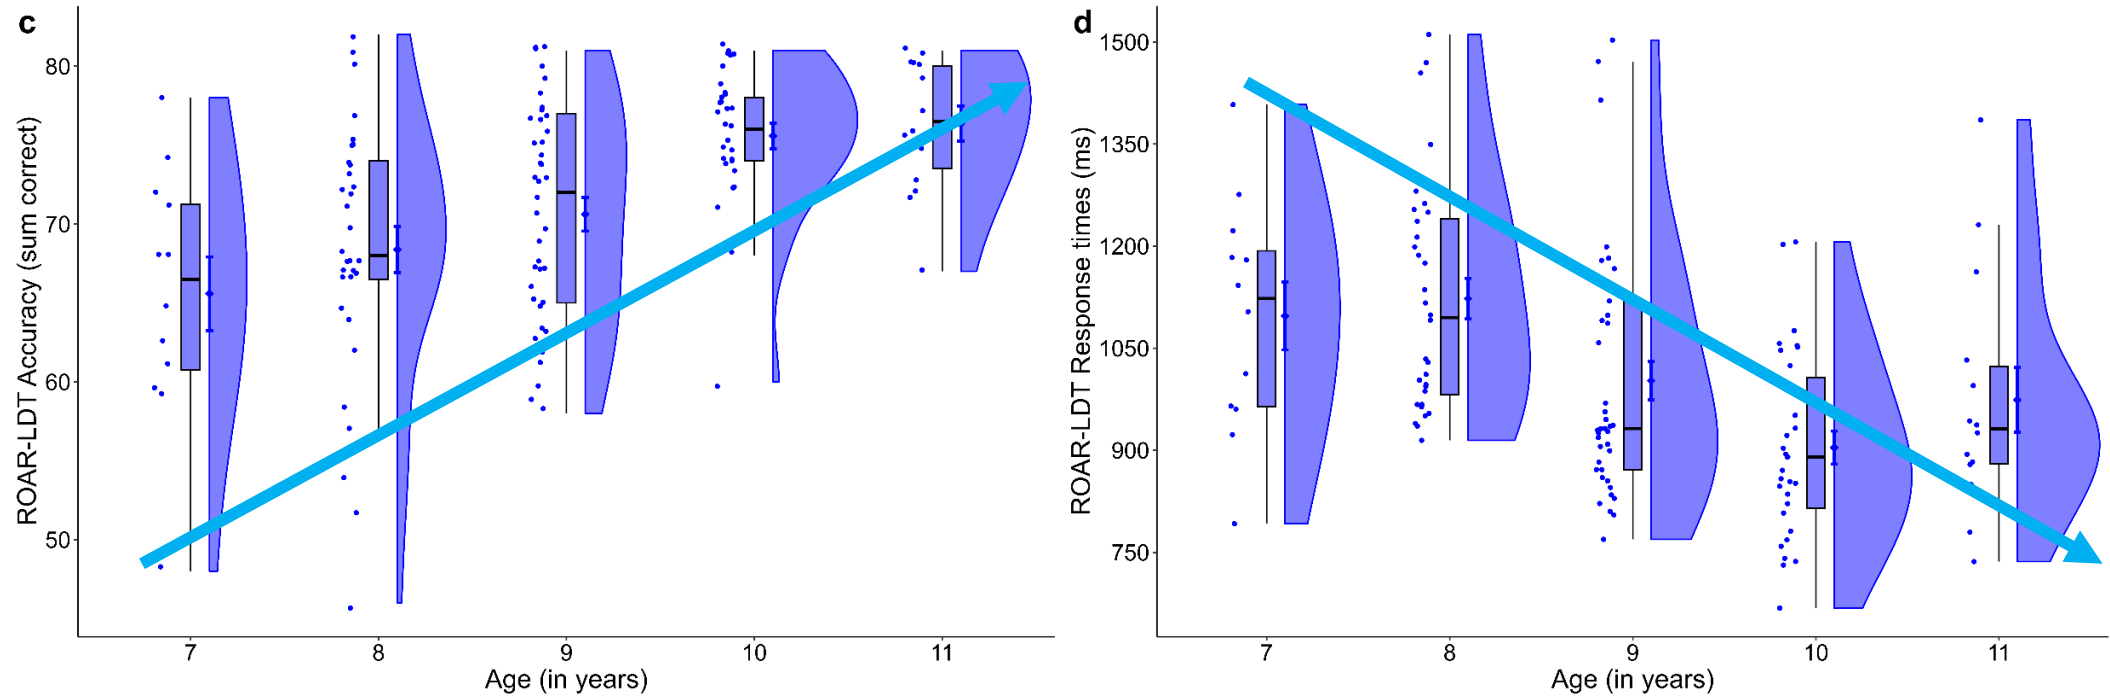 c
ROAR-LDT Accuracy (sum correct)
80
70
60
50
7 8 9 10 11
Age (in years)
d
ROAR-LDT Response times (ms)
1500
1350
1200
1050
900
750
7 8 9 10 11
Age (in years)